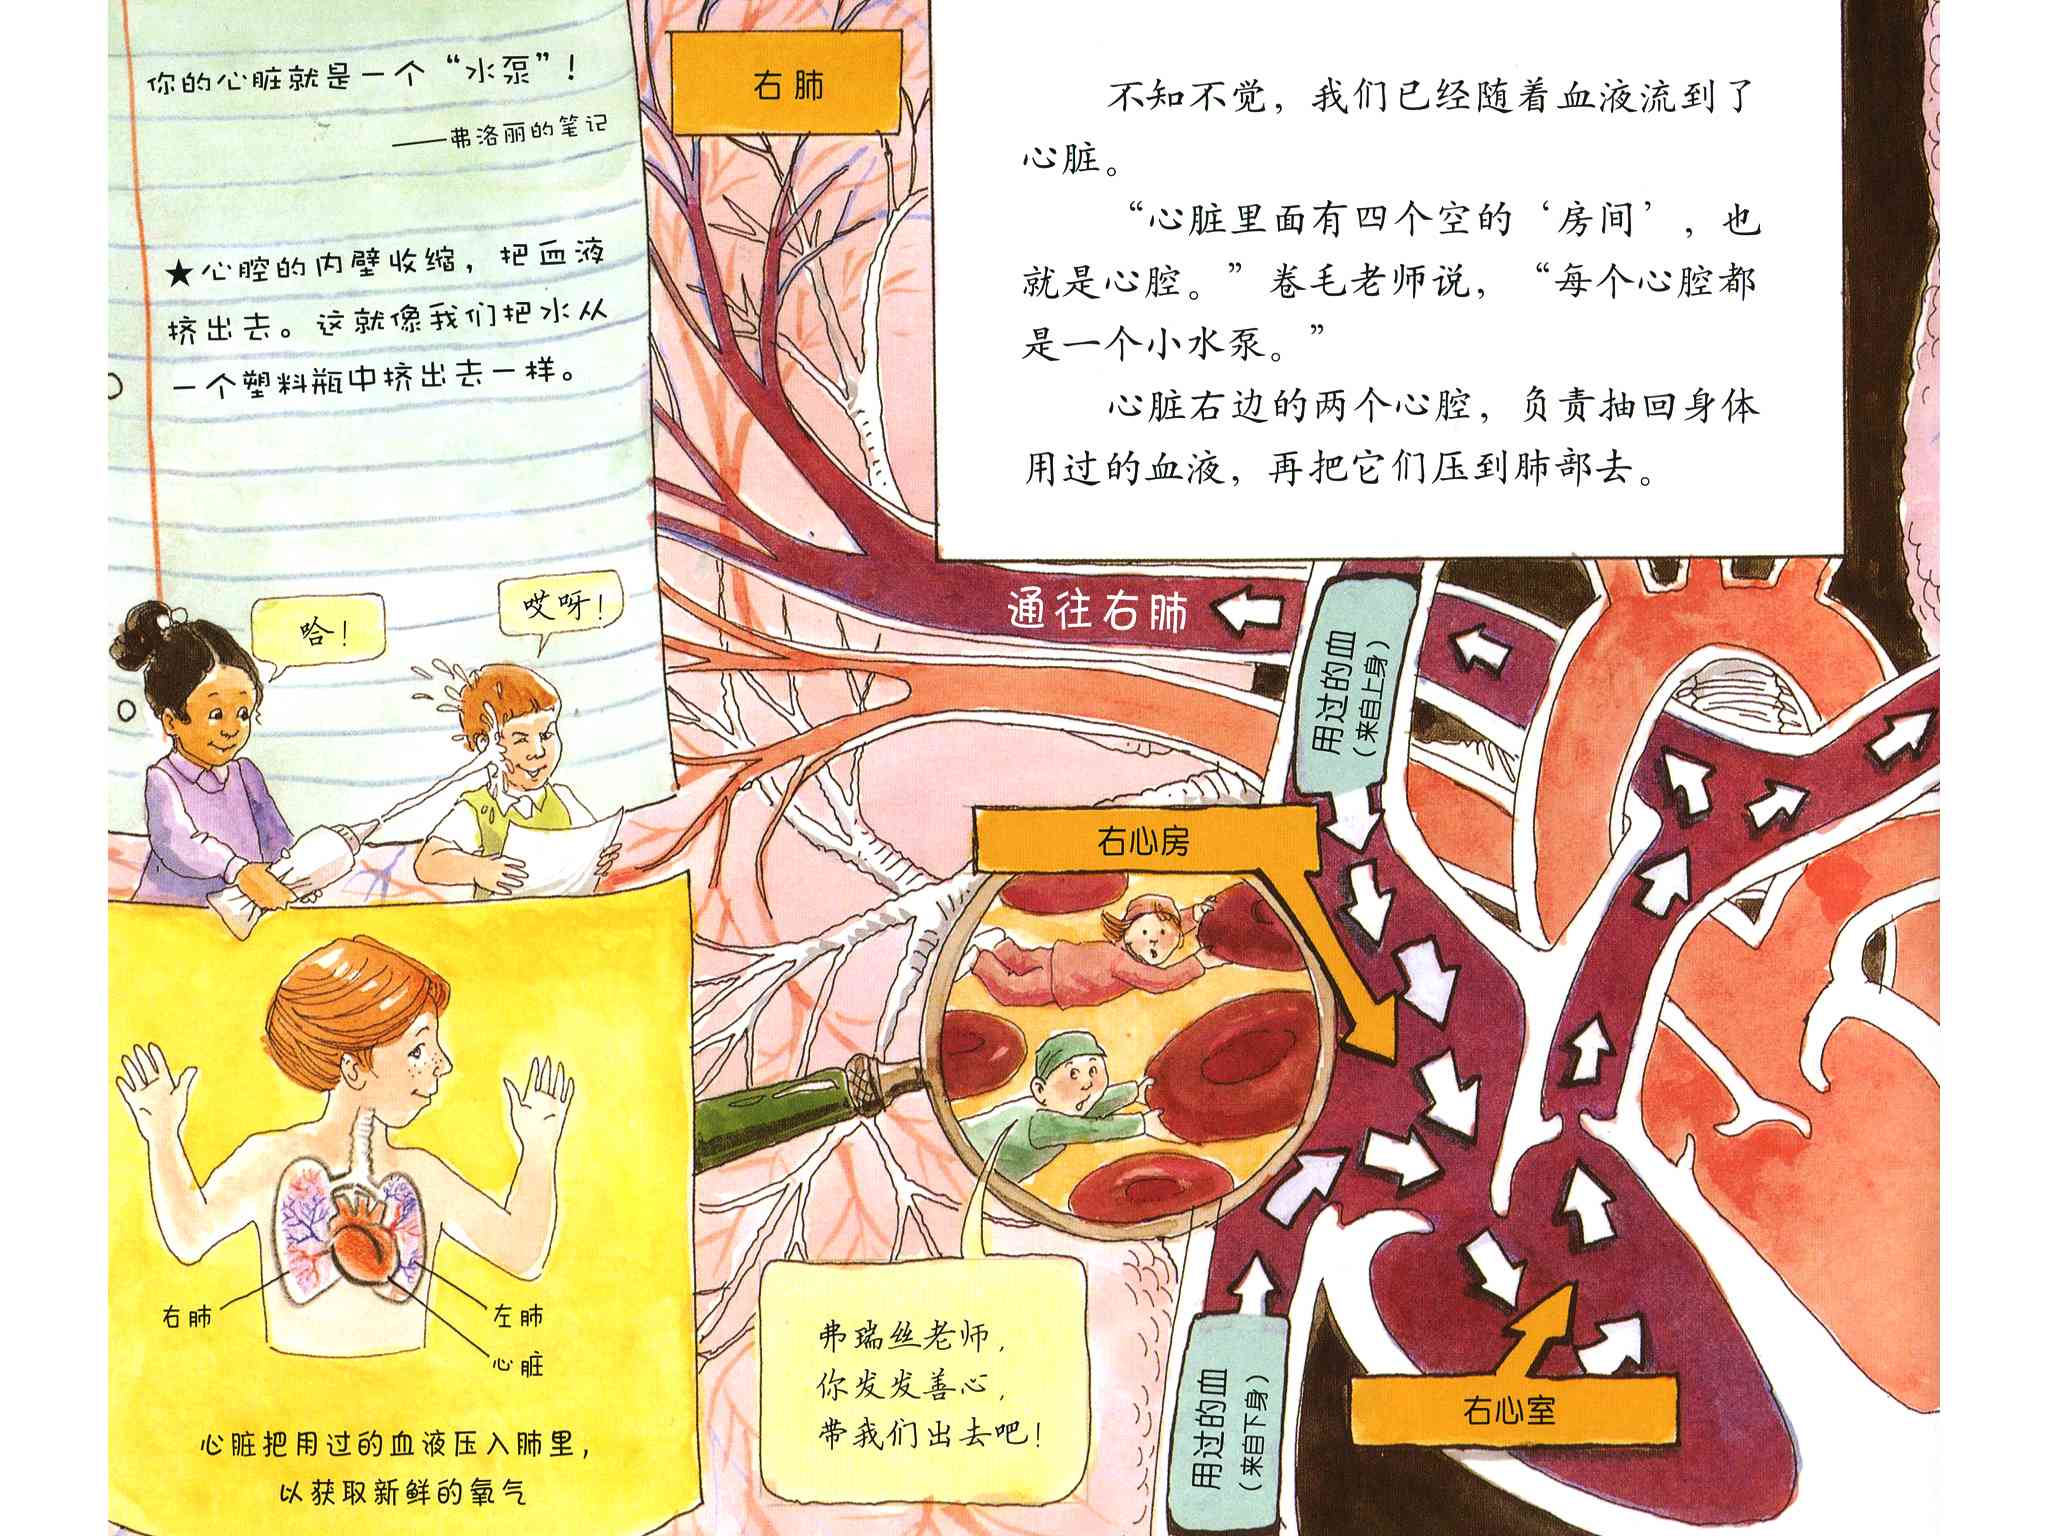 你的心脏就是一个“水泵”！
——弗洛丽的笔记
★心腔的内壁收缩，把血液
挤出去。这就像我们把水从
一个塑料瓶中挤出去一样。
哈！
哎呀！
右肺
左肺
心脏
心脏把用过的血液压入肺里，
以获取新鲜的氧气
右肺
不知不觉，我们已经随着血液流到了
心脏。
“心脏里面有四个空的‘房间’，也
就是心腔。”卷毛老师说，“每个心腔都
是一个小水泵。”
心脏右边的两个心腔，负责抽回身体
用过的血液，再把它们压到肺部去。
通往右肺
用过的血
（来自上身）
右心房
弗瑞丝老师，
你发发善心，
带我们出去吧！
用过的血
（来自下身）
右心室